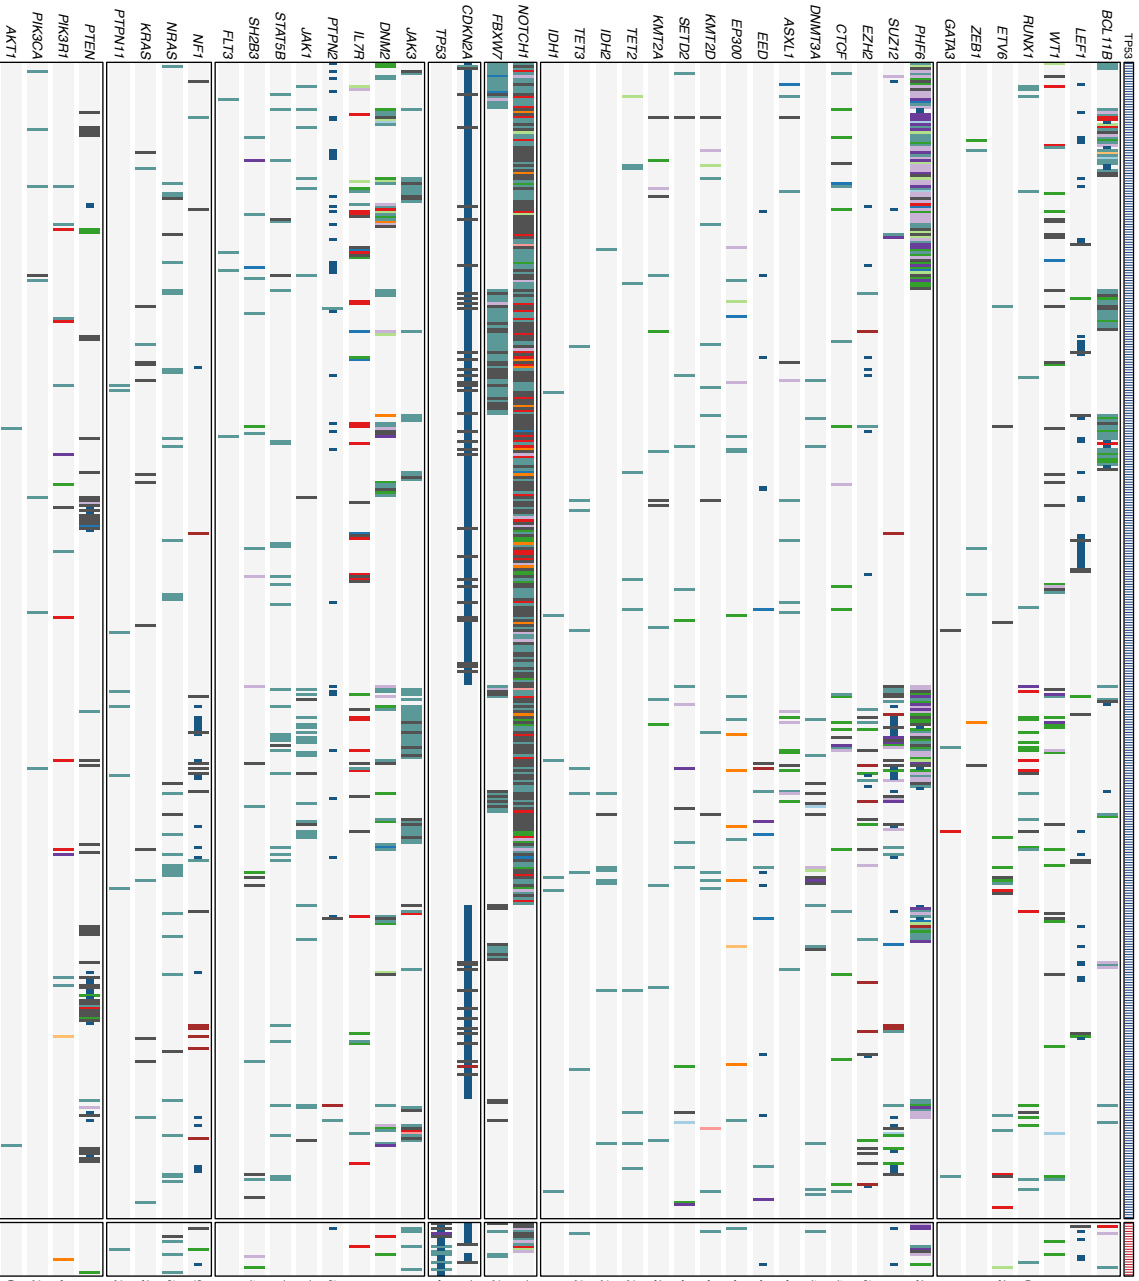 AKT1
PIK3CA
PIK3R1
PTEN
PTPN11
KRAS
NRAS
NF1
FLT3
SH2B3
STAT5B
JAK1
PTPN2
IL7R
DNM2
JAK3
TP53
CDKN2A
FBXW7
NOTCH1
IDH1
TET3
IDH2
TET2
KMT2A
SETD2
KMT2D
EP300
EED
ASXL1
DNMT3A
CTCF
EZH2
SUZ12
PHF6
GATA3
ZEB1
ETV6
RUNX1
WT1
LEF1
BCL11B
TP53